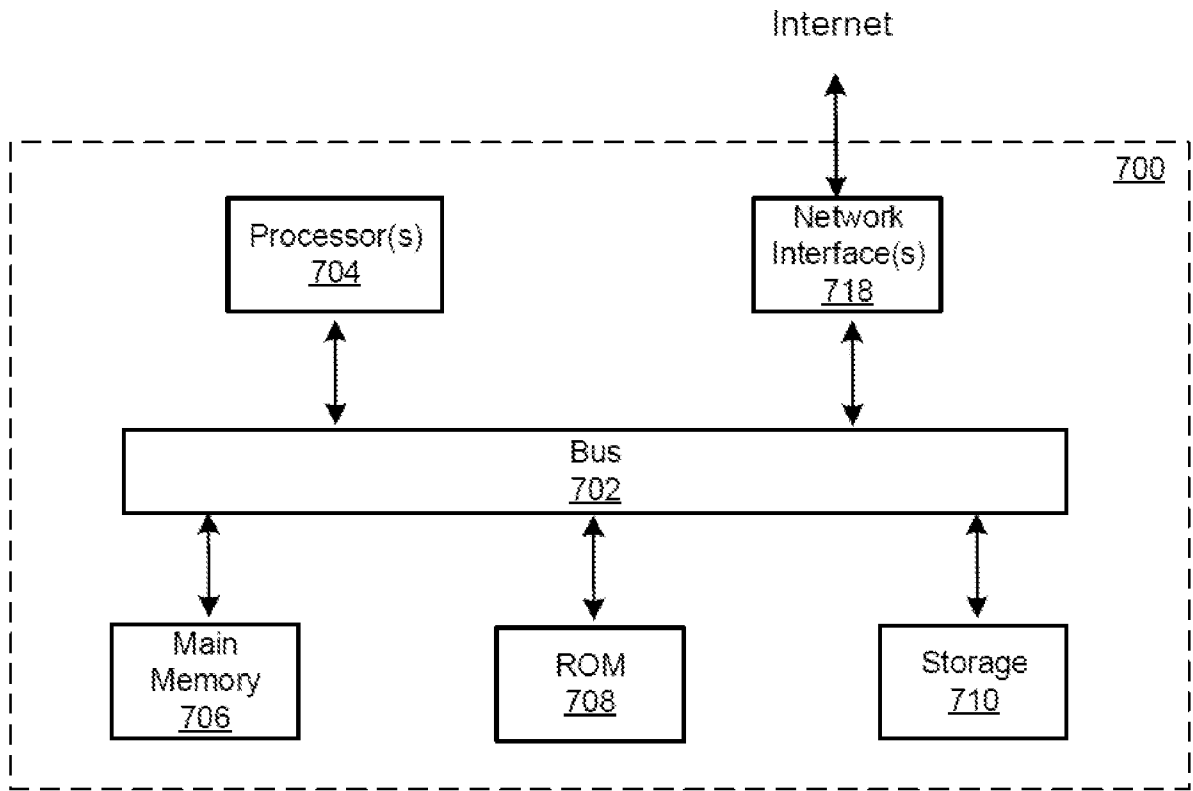 Internet
700
Processor(s)
704
Network
Interface(s)
718
Bus
702
Main
Memory
706
ROM
708
Storage
710